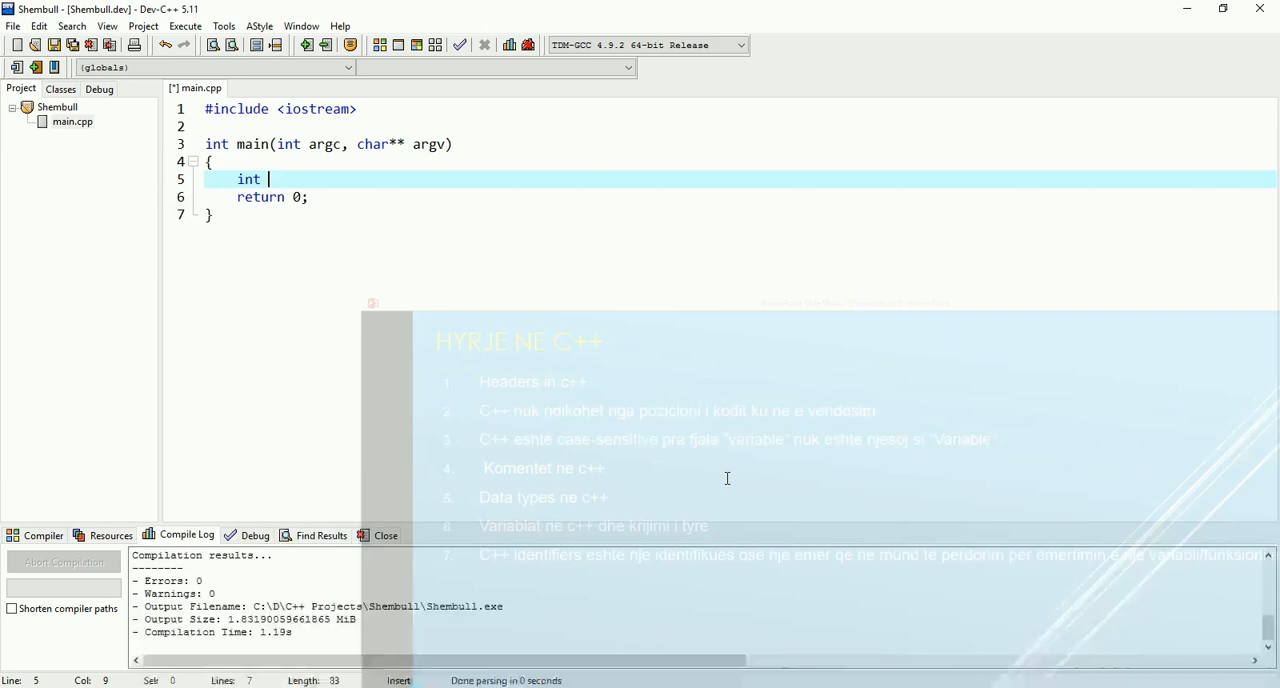 Shembull - [Shembull.dev] - Dev-C++ 5.11
File Edit Search View Project Execute Tools AStyle Window Help
TDM-GCC 4.9.2 64-bit Release
(globals)
Project Classes Debug
[*] main.cpp
Shembull
main.cpp
1 #include <iostream>
2
3 int main(int argc, char** argv)
4 {
5 int
6 return 0;
7 }
HYRJE NE C++
1. Headers in c++
2. C++ nuk ndikohet nga pozicioni i kodit ku ne e vendosim
3. C++ eshte case-sensitive pra fjala "variable" nuk eshte njesoj si "Variable"
4. Komentet ne c++
5. Data types ne c++
6. Variablat ne c++ dhe krijimi i tyre
7. C++ identifiers eshte nje identifikues ose nje emer qe ne mund te perdorim per emertimin e nje variabli/funksion
Compiler Resources Compile Log Debug Find Results Close
Abort Compilation
Shorten compiler paths
Compilation results...
--------
- Errors: 0
- Warnings: 0
- Output Filename: C:\D\C++ Projects\Shembull\Shembull.exe
- Output Size: 1.83190059661865 MiB
- Compilation Time: 1.19s
Line: 5 Col: 9 Sel: 0 Lines: 7 Length: 83 Insert Done parsing in 0 seconds